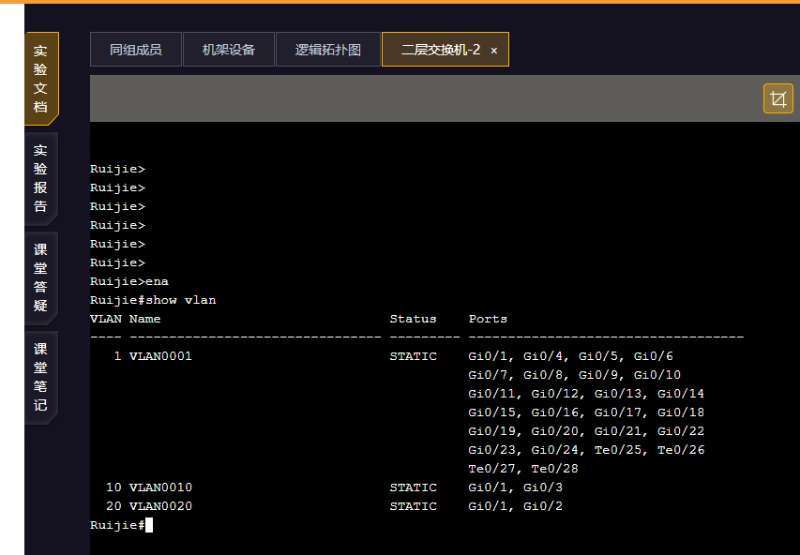 同组成员
机架设备
逻辑拓扑图
二层交换机-2 ×
实验文档
实验报告
课堂答疑
课堂笔记
Ruijie>
Ruijie>
Ruijie>
Ruijie>
Ruijie>
Ruijie>
Ruijie>ena
Ruijie#show vlan
VLAN Name                             Status    Ports
---- -------------------------------- --------- -----------------------------------
   1 VLAN0001                         STATIC    Gi0/1, Gi0/4, Gi0/5, Gi0/6
                                                Gi0/7, Gi0/8, Gi0/9, Gi0/10
                                                Gi0/11, Gi0/12, Gi0/13, Gi0/14
                                                Gi0/15, Gi0/16, Gi0/17, Gi0/18
                                                Gi0/19, Gi0/20, Gi0/21, Gi0/22
                                                Gi0/23, Gi0/24, Te0/25, Te0/26
                                                Te0/27, Te0/28
  10 VLAN0010                         STATIC    Gi0/1, Gi0/3
  20 VLAN0020                         STATIC    Gi0/1, Gi0/2
Ruijie#